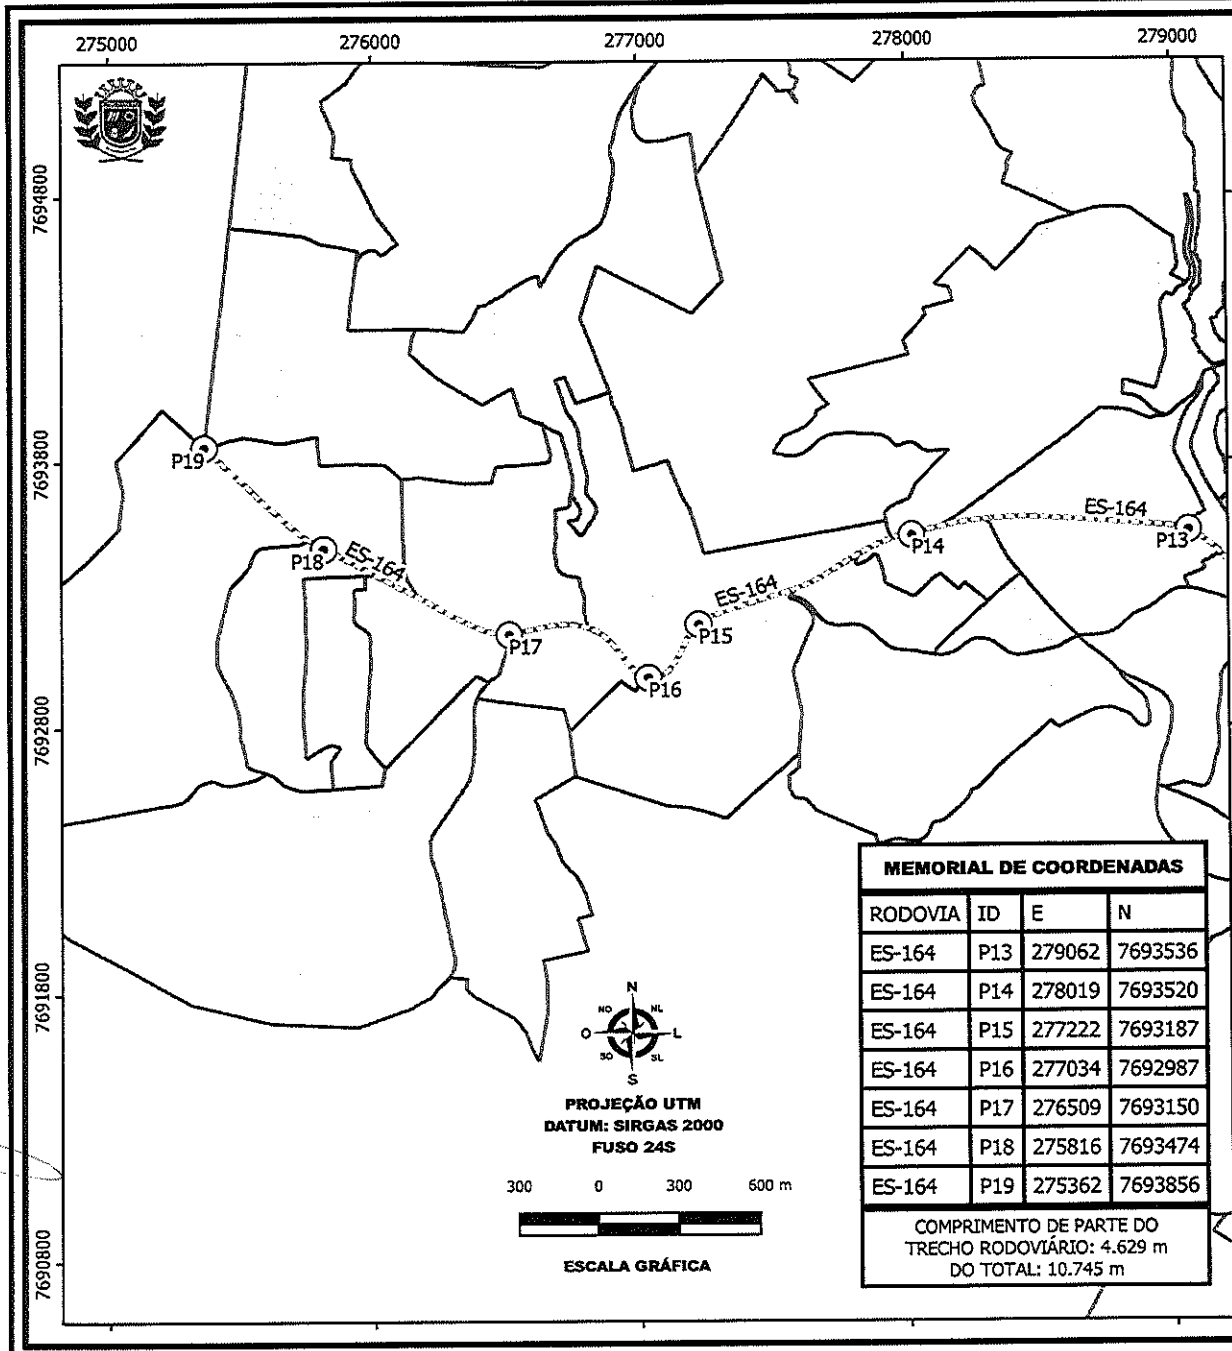 275000 276000 277000 278000 279000
7694800
7693800
7692800
7691800
7690800
P19
P18
ES-164
P17
P16
P15
ES-164
P14
ES-164
P13
N
NO NL
O L
SO SL
S
PROJEÇÃO UTM
DATUM: SIRGAS 2000
FUSO 24S
300 0 300 600 m
ESCALA GRÁFICA
MEMORIAL DE COORDENADAS
RODOVIA ID E N
ES-164 P13 279062 7693536
ES-164 P14 278019 7693520
ES-164 P15 277222 7693187
ES-164 P16 277034 7692987
ES-164 P17 276509 7693150
ES-164 P18 275816 7693474
ES-164 P19 275362 7693856
COMPRIMENTO DE PARTE DO
TRECHO RODOVIÁRIO: 4.629 m
DO TOTAL: 10.745 m